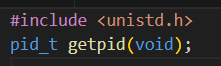 #include <unistd.h>
pid_t getpid(void);